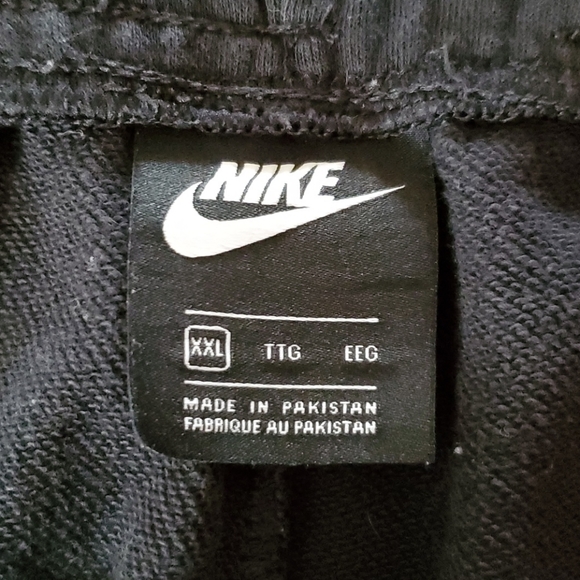 NIKE
XXL TTG EEG
MADE IN PAKISTAN
FABRIQUE AU PAKISTAN